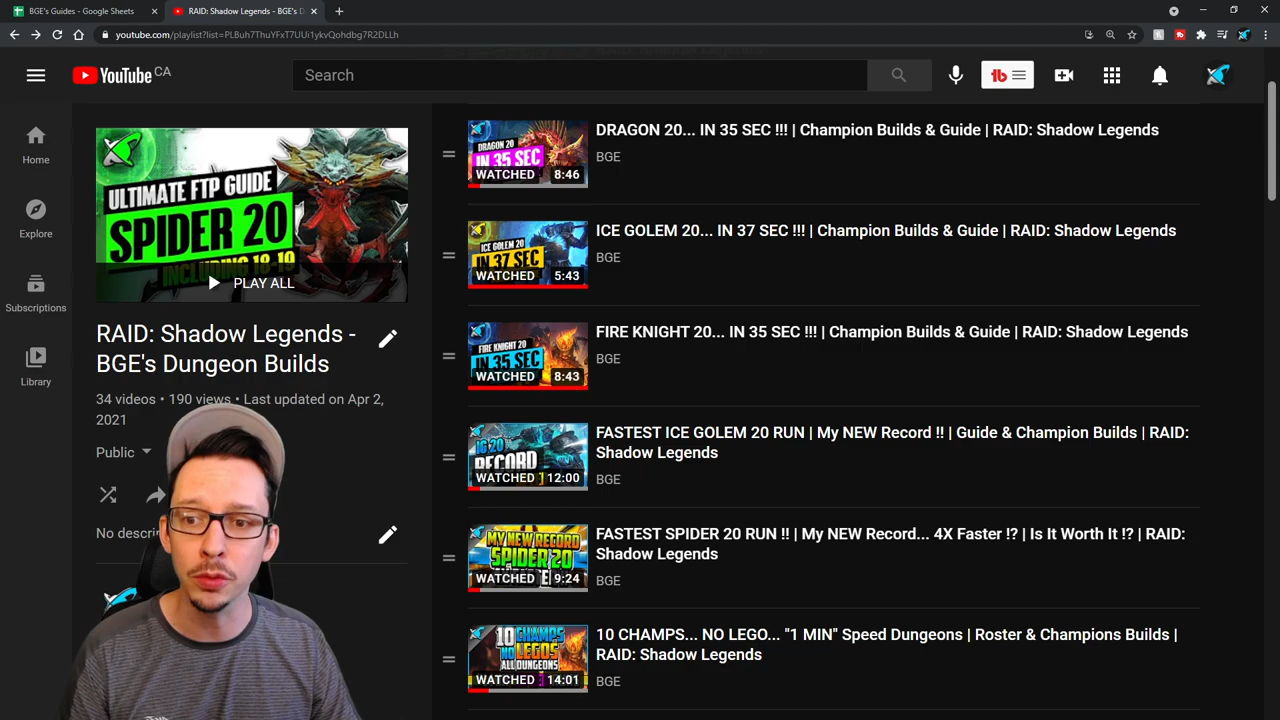 BGE's Guides - Google Sheets
RAID: Shadow Legends - BGE's D
youtube.com/playlist?list=PLBuh7ThuYFxT7UUi1ykvQohdbg7R2DLLh
YouTube CA
Search
Home
Explore
Subscriptions
Library
ULTIMATE FTP GUIDE
SPIDER 20
INCLUDING 18-19
PLAY ALL
RAID: Shadow Legends -
BGE's Dungeon Builds
34 videos • 190 views • Last updated on Apr 2,
2021
Public
No descri
DRAGON 20
IN 35 SEC
WATCHED 8:46
DRAGON 20... IN 35 SEC !!! | Champion Builds & Guide | RAID: Shadow Legends
BGE
ICE GOLEM 20
IN 37 SEC
WATCHED 5:43
ICE GOLEM 20... IN 37 SEC !!! | Champion Builds & Guide | RAID: Shadow Legends
BGE
FIRE KNIGHT 20
IN 35 SEC
WATCHED 8:43
FIRE KNIGHT 20... IN 35 SEC !!! | Champion Builds & Guide | RAID: Shadow Legends
BGE
IG 20
RECORD
WATCHED 12:00
FASTEST ICE GOLEM 20 RUN | My NEW Record !! | Guide & Champion Builds | RAID:
Shadow Legends
BGE
MY NEW RECORD
SPIDER 20
WATCHED 9:24
FASTEST SPIDER 20 RUN !! | My NEW Record... 4X Faster !? | Is It Worth It !? | RAID:
Shadow Legends
BGE
10 CHAMPS
NO LEGOS
ALL DUNGEONS
WATCHED 14:01
10 CHAMPS... NO LEGO... "1 MIN" Speed Dungeons | Roster & Champions Builds |
RAID: Shadow Legends
BGE